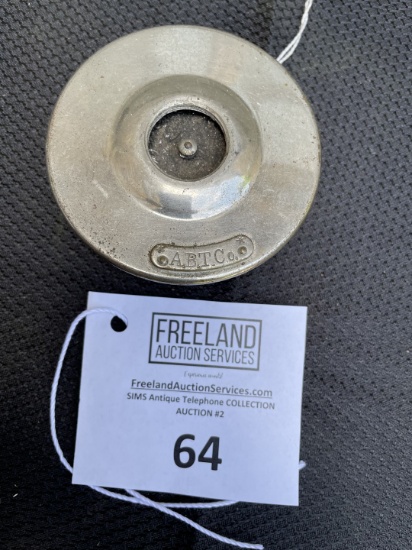 A.B.T.Co.
FREELAND
AUCTION SERVICES
FreelandAuctionServices.com
SIMS Antique Telephone COLLECTION
AUCTION #2
64